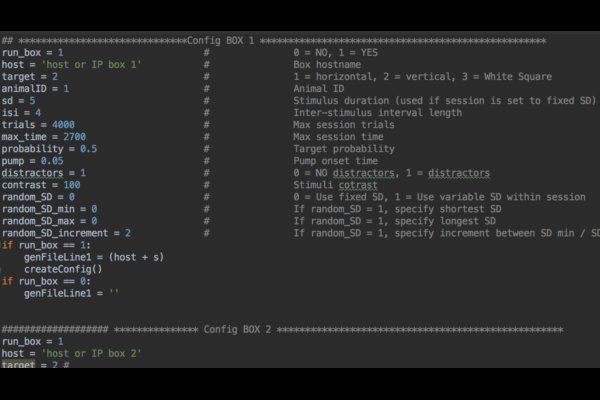 ## ******************************Config BOX 1 ***************************************************
run_box = 1 # 0 = NO, 1 = YES
host = 'host or IP box 1' # Box hostname
target = 2 # 1 = horizontal, 2 = vertical, 3 = White Square
animalID = 1 # Animal ID
sd = 5 # Stimulus duration (used if session is set to fixed SD)
isi = 4 # Inter-stimulus interval length
trials = 4000 # Max session trials
max_time = 2700 # Max session time
probability = 0.5 # Target probability
pump = 0.05 # Pump onset time
distractors = 1 # 0 = NO distractors, 1 = distractors
contrast = 100 # Stimuli cotrast
random_SD = 0 # 0 = Use fixed SD, 1 = Use variable SD within session
random_SD_min = 0 # If random_SD = 1, specify shortest SD
random_SD_max = 0 # If random_SD = 1, specify longest SD
random_SD_increment = 2 # If random_SD = 1, specify increment between SD min / SD
if run_box == 1:
genFileLine1 = (host + s)
createConfig()
if run_box == 0:
genFileLine1 = ''
################### *************** Config BOX 2 ***************************************************
run_box = 1
host = 'host or IP box 2'
target = 2 #